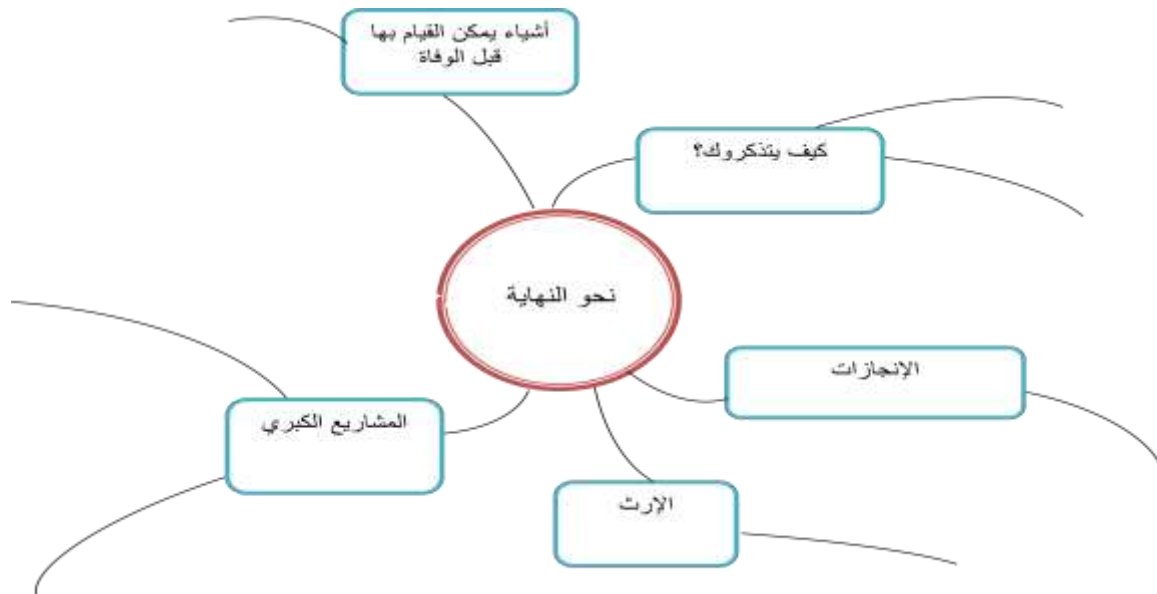 أشياء يمكن القيام بها
قبل الوفاة
كيف يتذكروك؟
نحو النهاية
الإنجازات
المشاريع الكبري
الإرث